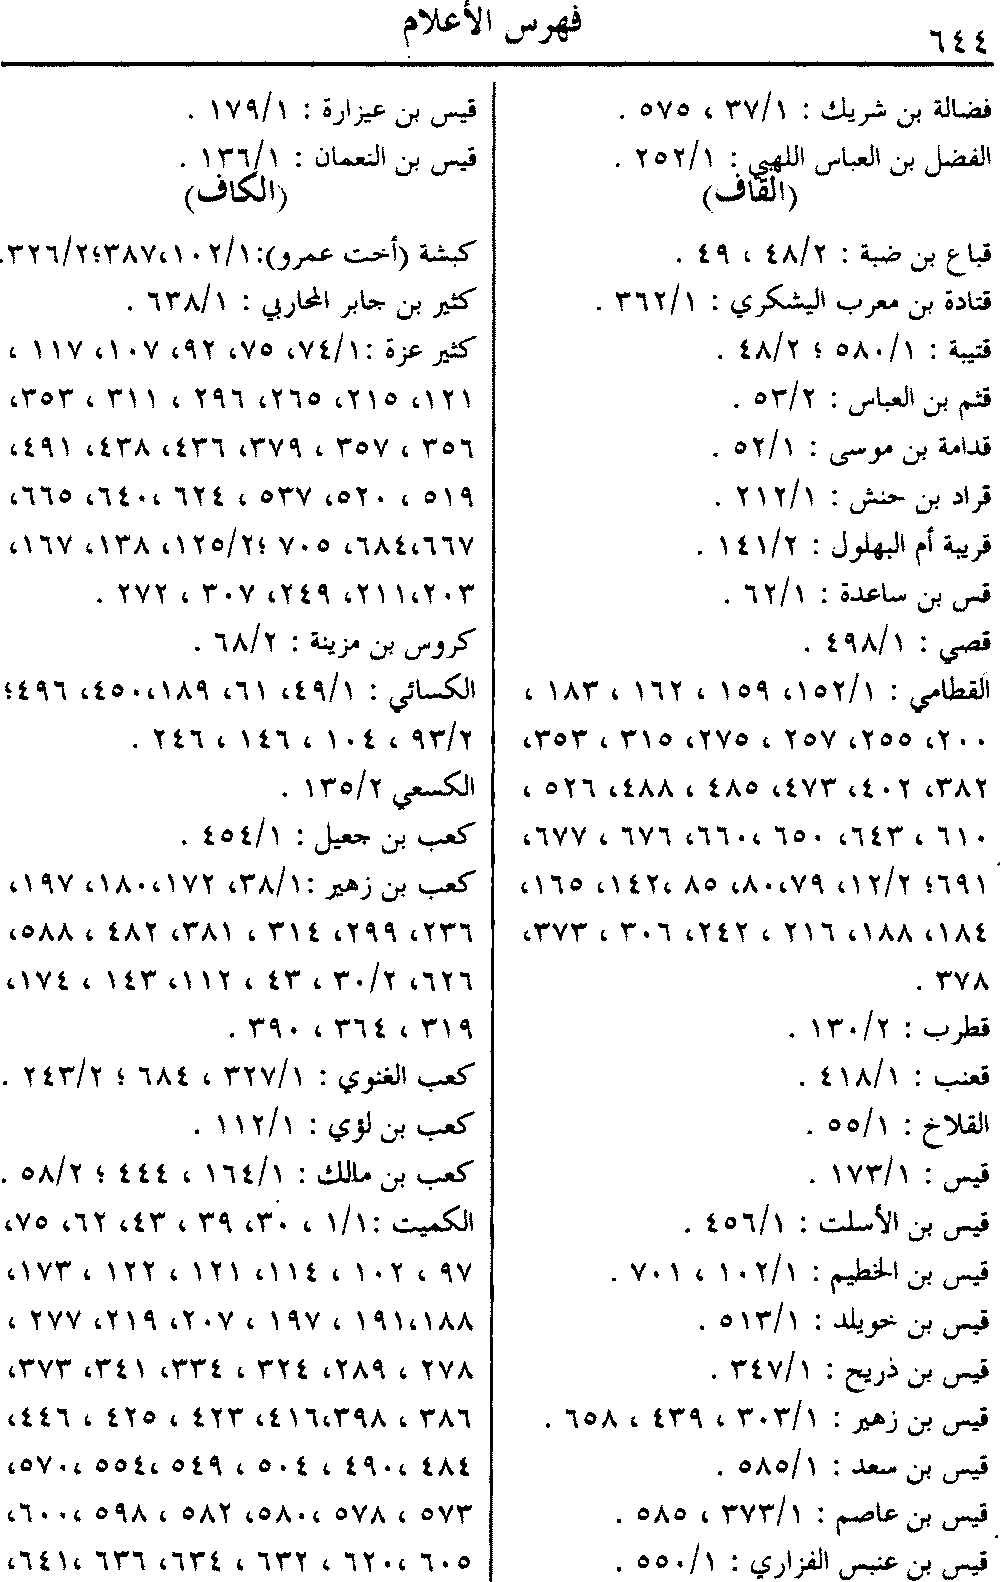 ٦٤٤
فهرس الأعلام
فضالة بن شريك : ٣٧/١ ، ٥٧٥ .
الفضل بن العباس اللهبي : ٢٥٢/١ .
(القاف)
قباع بن ضبة : ٤٨/٢ ، ٤٩ .
قتادة بن معرب اليشكري : ٣٦٢/١ .
قتيبة : ٥٨٠/١ ؛ ٤٨/٢ .
قثم بن العباس : ٥٣/٢ .
قدامة بن موسى : ٥٢/١ .
قراد بن حنش : ٢١٢/١ .
قريبة أم البهلول : ١٤١/٢ .
قس بن ساعدة : ٦٢/١ .
قصي : ٤٩٨/١ .
القطامي : ١٥٢/١، ١٥٩ ، ١٦٢ ، ١٨٣ ،
٢٠٠، ٢٥٥، ٢٥٧ ، ٢٧٥، ٣١٥ ، ٣٥٣،
٣٨٢، ٤٠٢، ٤٧٣، ٤٨٥ ، ٤٨٨، ٥٢٦ ،
٦١٠ ، ٦٤٣، ٦٥٠ ،٦٦٠، ٦٧٦ ، ٦٧٧،
٦٩١؛ ١٢/٢، ٧٩،٨٠، ٨٥ ،١٤٢، ١٦٥،
١٨٤، ١٨٨، ٢١٦ ، ٢٤٢، ٣٠٦ ، ٣٧٣،
٣٧٨ .
قطرب : ١٣٠/٢ .
قعنب : ٤١٨/١ .
القلاخ : ٥٥/١ .
قيس : ١٧٣/١ .
قيس بن الأسلت : ٤٥٦/١ .
قيس بن الخطيم : ١٠٢/١ ، ٧٠١ .
قيس بن خويلد : ٥١٣/١ .
قيس بن ذريح : ٣٤٧/١ .
قيس بن زهير : ٣٠٣/١ ، ٤٣٩ ، ٦٥٨ .
قيس بن سعد : ٥٨٥/١ .
قيس بن عاصم : ٣٧٣/١ ، ٥٨٥ .
قيس بن عنبس الفزاري : ٥٥٠/١ .
قيس بن عيزارة : ١٧٩/١ .
قيس بن النعمان : ١٣٦/١ .
(الكاف)
كبشة (أخت عمرو):١٠٢/١،٣٨٧؛٣٢٦/٢.
كثير بن جابر المحاربي : ٦٣٨/١ .
كثير عزة :٧٤/١، ٧٥، ٩٢، ١٠٧، ١١٧ ،
١٢١، ٢١٥، ٢٦٥، ٢٩٦ ، ٣١١ ، ٣٥٣،
٣٥٦ ، ٣٥٧ ، ٣٧٩، ٤٣٦، ٤٣٨، ٤٩١،
٥١٩ ، ٥٢٠، ٥٣٧ ، ٦٢٤ ،٦٤٠، ٦٦٥،
٦٦٧،٦٨٤، ٧٠٥ ؛١٢٥/٢، ١٣٨، ١٦٧،
٢٠٣،٢١١، ٢٤٩، ٣٠٧ ، ٢٧٢ .
كروس بن مزينة : ٦٨/٢ .
الكسائي : ٤٩/١، ٦١، ١٨٩،٤٥٠، ٤٩٦؛
٩٣/٢ ، ١٠٤ ، ١٤٦ ، ٢٤٦ .
الكسعي ١٣٥/٢ .
كعب بن جعيل : ٤٥٤/١ .
كعب بن زهير :٣٨/١، ١٧٢،١٨٠، ١٩٧،
٢٣٦، ٢٩٩، ٣١٤ ، ٣٨١، ٤٨٢ ، ٥٨٨،
٦٢٦، ٣٠/٢ ، ٤٣ ، ١١٢، ١٤٣ ، ١٧٤،
٣١٩ ، ٣٦٤ ، ٣٩٠ .
كعب الغنوي : ٣٢٧/١ ، ٦٨٤ ؛ ٢٤٣/٢ .
كعب بن لؤي : ١١٢/١ .
كعب بن مالك : ١٦٤/١ ، ٤٤٤ ؛ ٥٨/٢ .
الكميت :١/١ ، ٣٠، ٣٩ ، ٤٣، ٦٢، ٧٥،
٩٧ ، ١٠٢ ، ١١٤، ١٢١ ، ١٢٢ ، ١٧٣،
١٨٨،١٩١ ، ١٩٧ ، ٢٠٧، ٢١٩، ٢٧٧ ،
٢٧٨ ، ٢٨٩، ٣٢٤ ، ٣٣٤، ٣٤١، ٣٧٣،
٣٨٦ ، ٣٩٨،٤١٦، ٤٢٣ ، ٤٢٥ ، ٤٤٦،
٤٨٤ ،٤٩٠ ، ٥٠٤ ، ٥٤٩ ،٥٥٤ ،٥٧٠،
٥٧٣ ، ٥٧٨ ،٥٨٠، ٥٨٢ ، ٥٩٨ ،٦٠٠،
٦٠٥ ،٦٢٠ ، ٦٣٢ ، ٦٣٤، ٦٣٦ ،٦٤١،